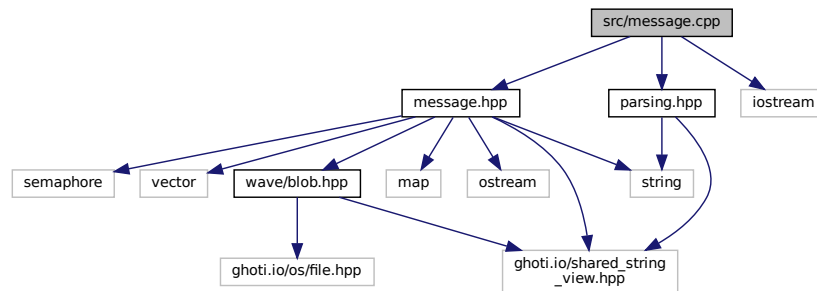 src/message.cpp
message.hpp
parsing.hpp
iostream
semaphore
vector
wave/blob.hpp
map
ostream
string
ghoti.io/os/file.hpp
ghoti.io/shared_string
_view.hpp